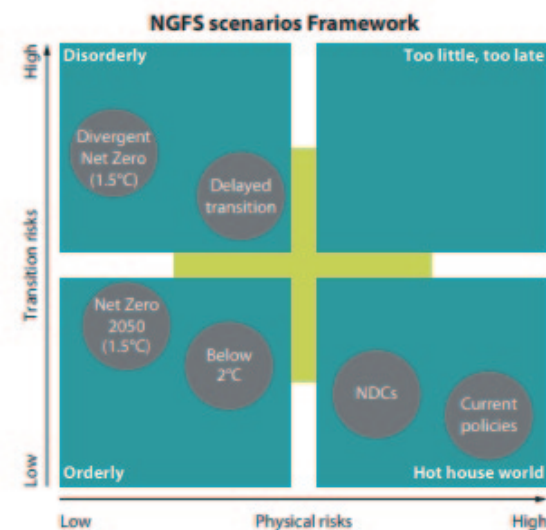 NGFS scenarios Framework
High
Disorderly
Too little, too late
Divergent
Net Zero
(1.5°C)
Delayed
transition
Transition risks
Net Zero
2050
(1.5°C)
Below
2°C
NDCs
Current
policies
Low
Orderly
Hot house world
Low
Physical risks
High